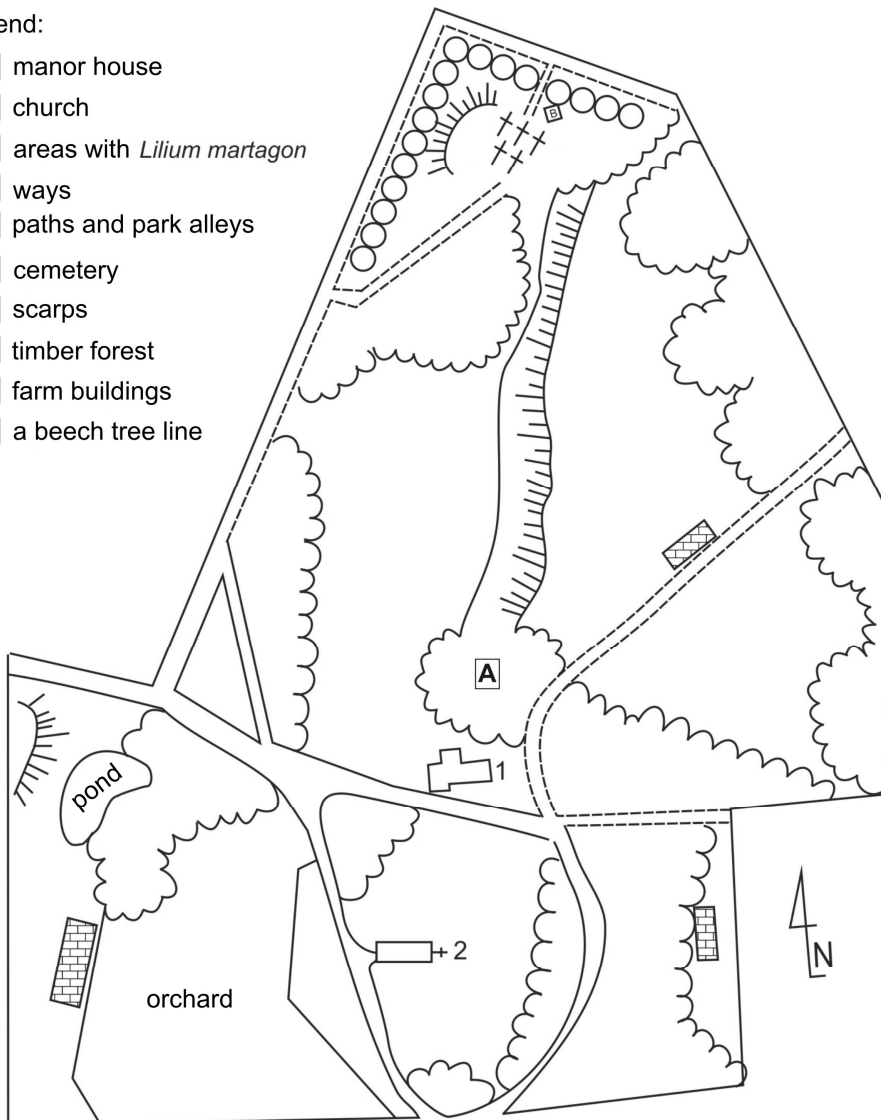 end:
manor house
church
areas with Lilium martagon
ways
paths and park alleys
cemetery
scarps
timber forest
farm buildings
a beech tree line
B
A
1
pond
2
orchard
N